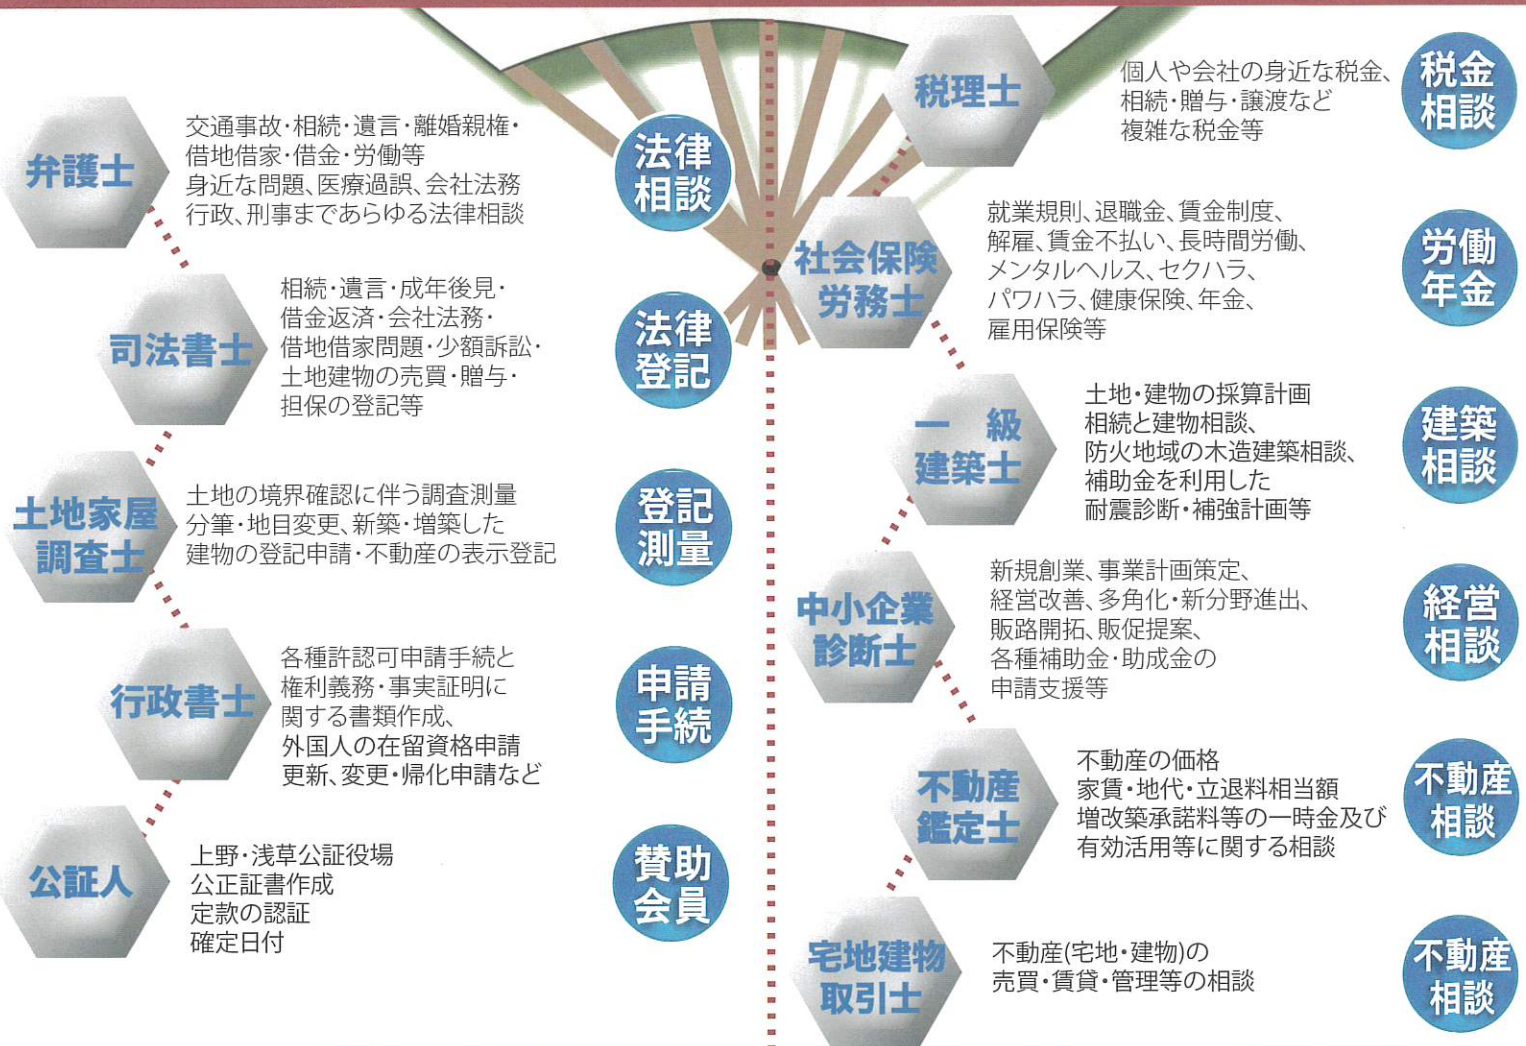 弁護士
交通事故・相続・遺言・離婚親権・
借地借家・借金・労働等
身近な問題、医療過誤、会社法務
行政、刑事まであらゆる法律相談
法律
相談
司法書士
相続・遺言・成年後見・
借金返済・会社法務・
借地借家問題・少額訴訟・
土地建物の売買・贈与・
担保の登記等
法律
登記
土地家屋
調査士
土地の境界確認に伴う調査測量
分筆・地目変更、新築・増築した
建物の登記申請・不動産の表示登記
登記
測量
行政書士
各種許認可申請手続と
権利義務・事実証明に
関する書類作成、
外国人の在留資格申請
更新、変更・帰化申請など
申請
手続
公証人
上野・浅草公証役場
公正証書作成
定款の認証
確定日付
賛助
会員
税理士
個人や会社の身近な税金、
相続・贈与・譲渡など
複雑な税金等
税金
相談
社会保険
労務士
就業規則、退職金、賃金制度、
解雇、賃金不払い、長時間労働、
メンタルヘルス、セクハラ、
パワハラ、健康保険、年金、
雇用保険等
労働
年金
一級
建築士
土地・建物の採算計画
相続と建物相談、
防火地域の木造建築相談、
補助金を利用した
耐震診断・補強計画等
建築
相談
中小企業
診断士
新規創業、事業計画策定、
経営改善、多角化・新分野進出、
販路開拓、販促提案、
各種補助金・助成金の
申請支援等
経営
相談
不動産
鑑定士
不動産の価格
家賃・地代・立退料相当額
増改築承諾料等の一時金及び
有効活用等に関する相談
不動産
相談
宅地建物
取引士
不動産(宅地・建物)の
売買・賃貸・管理等の相談
不動産
相談